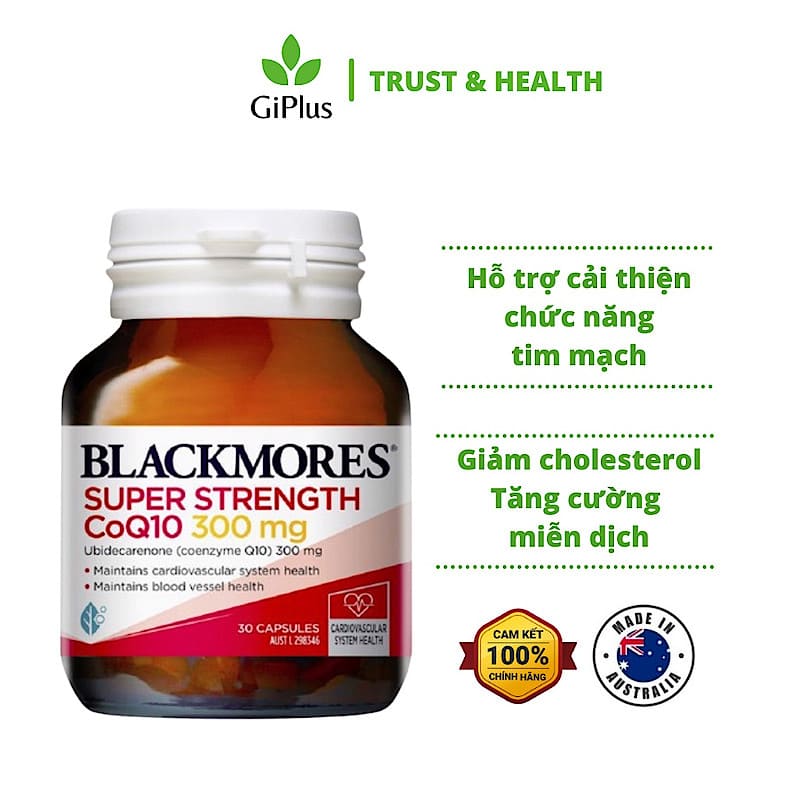 GiPlus
TRUST & HEALTH
BLACKMORES®
SUPER STRENGTH
CoQ10 300 mg
Ubidecarenone (coenzyme Q10) 300 mg
• Maintains cardiovascular system health
• Maintains blood vessel health
30 CAPSULES
AUST L 298346
CARDIOVASCULAR
SYSTEM HEALTH
Hỗ trợ cải thiện
chức năng
tim mạch
Giảm cholesterol
Tăng cường
miễn dịch
CAM KẾT
100%
CHÍNH HÃNG
MADE IN
AUSTRALIA